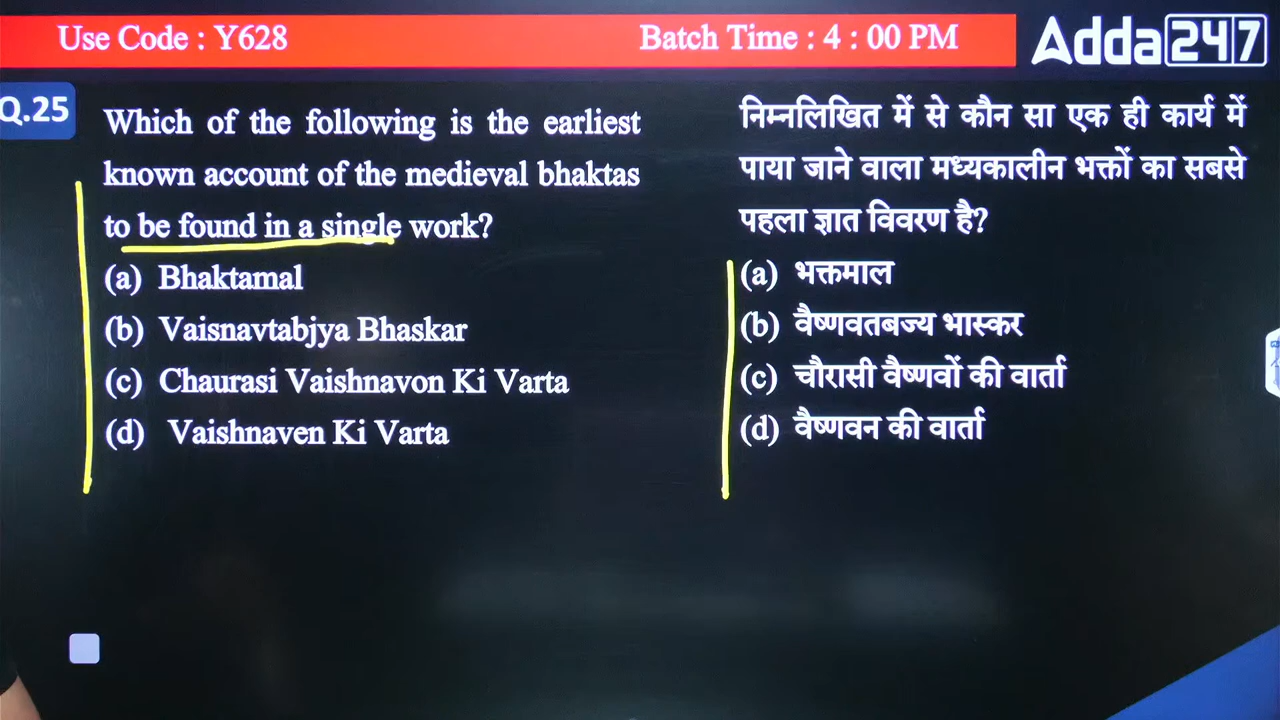 Use Code : Y628
Batch Time : 4 : 00 PM
Adda247
Q.25
Which of the following is the earliest
known account of the medieval bhaktas
to be found in a single work?
(a) Bhaktamal
(b) Vaisnavtabjya Bhaskar
(c) Chaurasi Vaishnavon Ki Varta
(d) Vaishnaven Ki Varta
निम्नलिखित में से कौन सा एक ही कार्य में
पाया जाने वाला मध्यकालीन भक्तों का सबसे
पहला ज्ञात विवरण है?
(a) भक्तमाल
(b) वैष्णवतबज्य भास्कर
(c) चौरासी वैष्णवों की वार्ता
(d) वैष्णवन की वार्ता